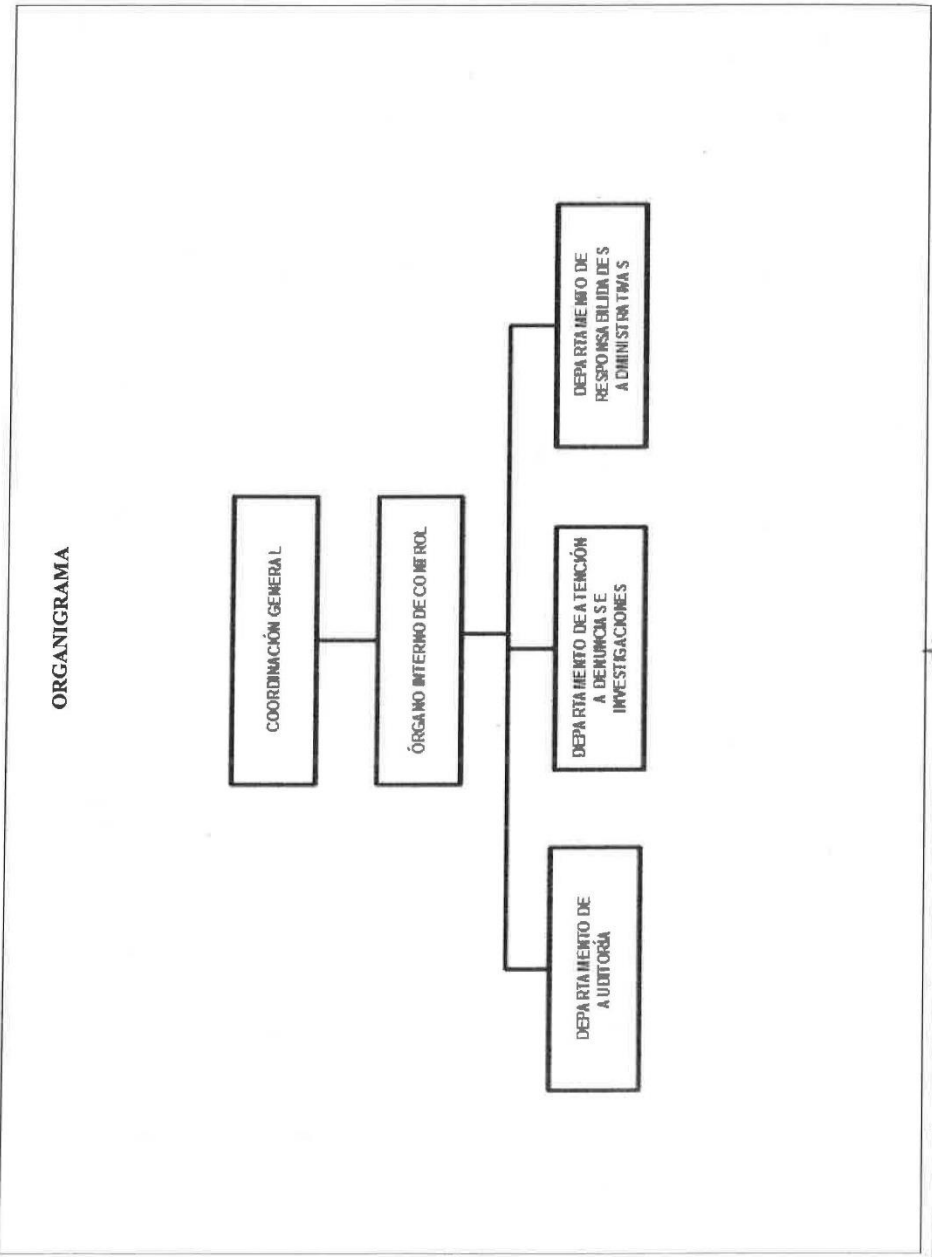 ORGANIGRAMA
COORDINACIÓN GENERAL
ÓRGANO INTERNO DE CONTROL
DEPARTAMENTO DE
AUDITORÍA
DEPARTAMENTO DE ATENCIÓN
A DENUNCIAS E
INVESTIGACIONES
DEPARTAMENTO DE
RESPONSABILIDADES
ADMINISTRATIVAS